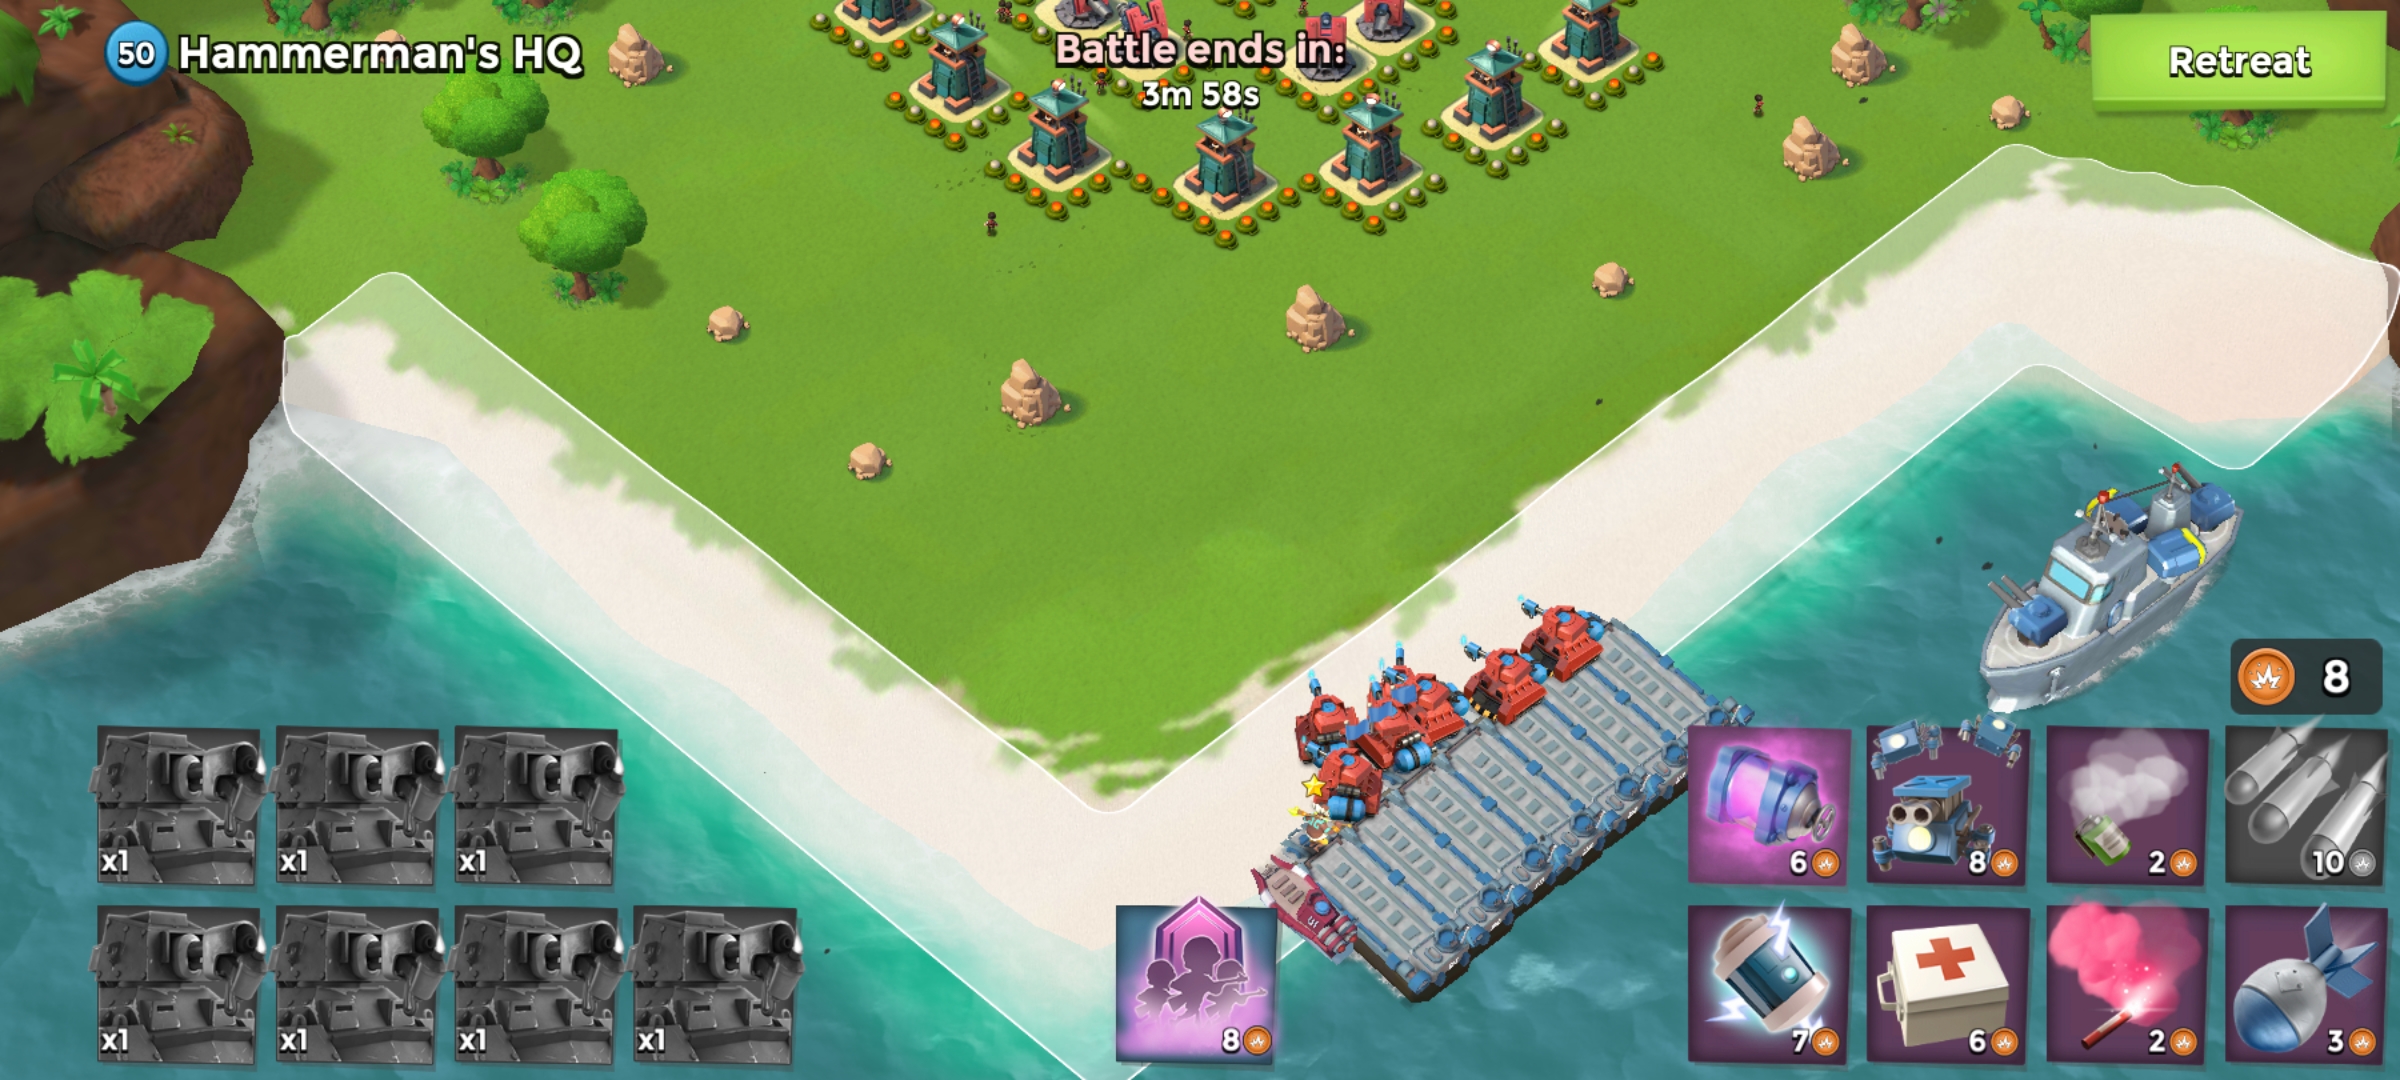 50 Hammerman's HQ
Battle ends in:
3m 58s
Retreat
8
x1 x1 x1
6 8 2 10
x1 x1 x1 x1
8
7 6 2 3